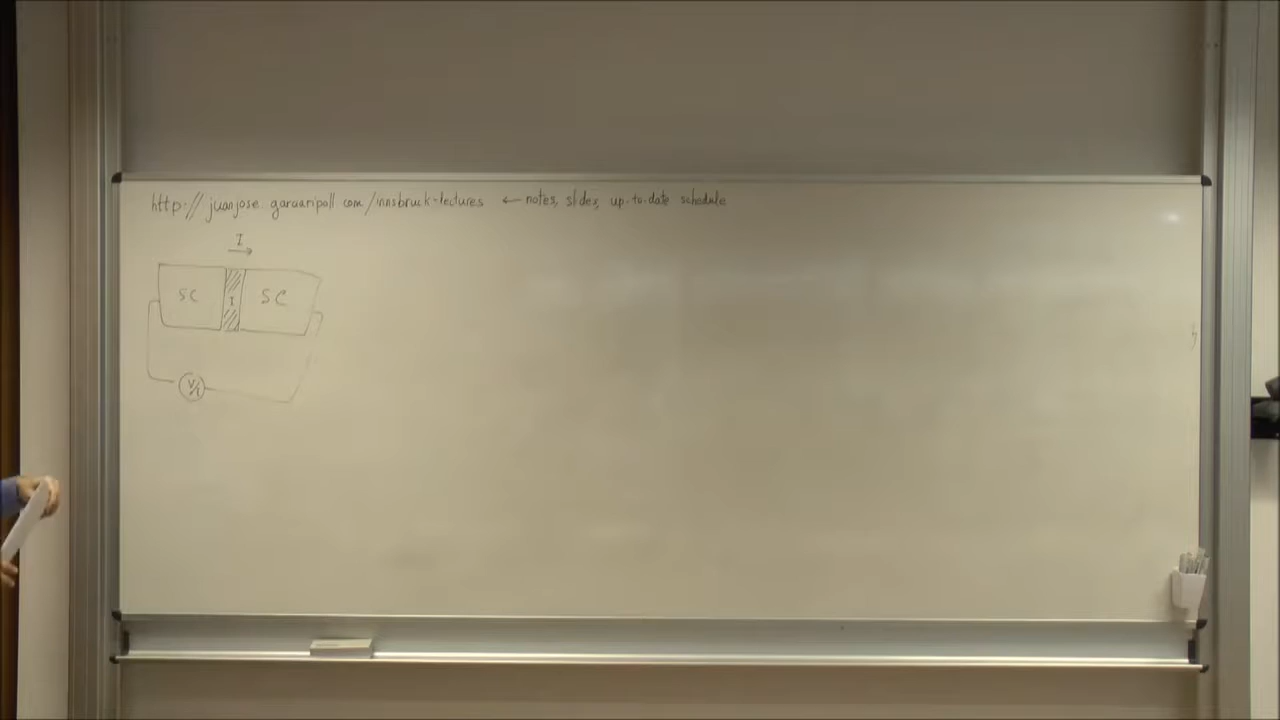 http:// juanjose.garciaripoll.com/innsbruck-lectures ← notes, slides, up-to-date schedule
I
SC I SC
V/I